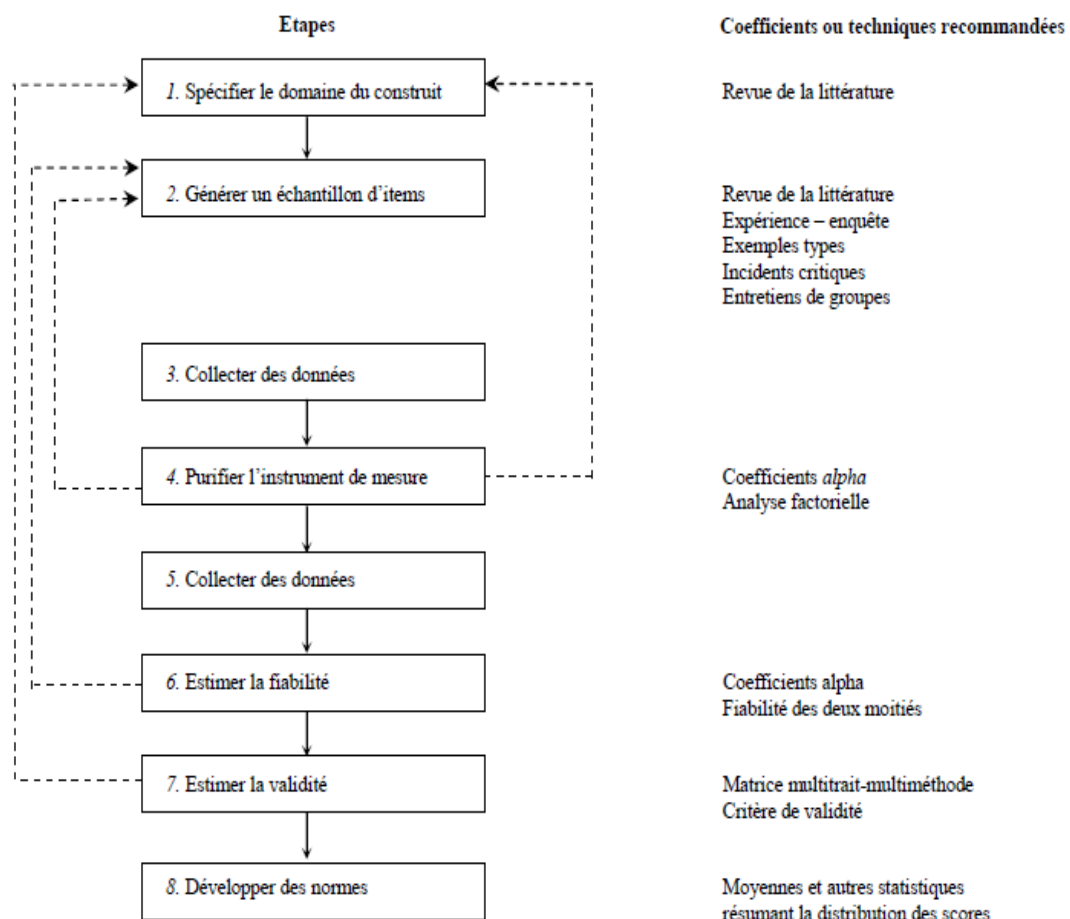 Etapes
Coefficients ou techniques recommandées
1. Spécifier le domaine du construit
Revue de la littérature
2. Générer un échantillon d'items
Revue de la littérature
Expérience – enquête
Exemples types
Incidents critiques
Entretiens de groupes
3. Collecter des données
4. Purifier l'instrument de mesure
Coefficients alpha
Analyse factorielle
5. Collecter des données
6. Estimer la fiabilité
Coefficients alpha
Fiabilité des deux moitiés
7. Estimer la validité
Matrice multitrait-multiméthode
Critère de validité
8. Développer des normes
Moyennes et autres statistiques
résumant la distribution des scores